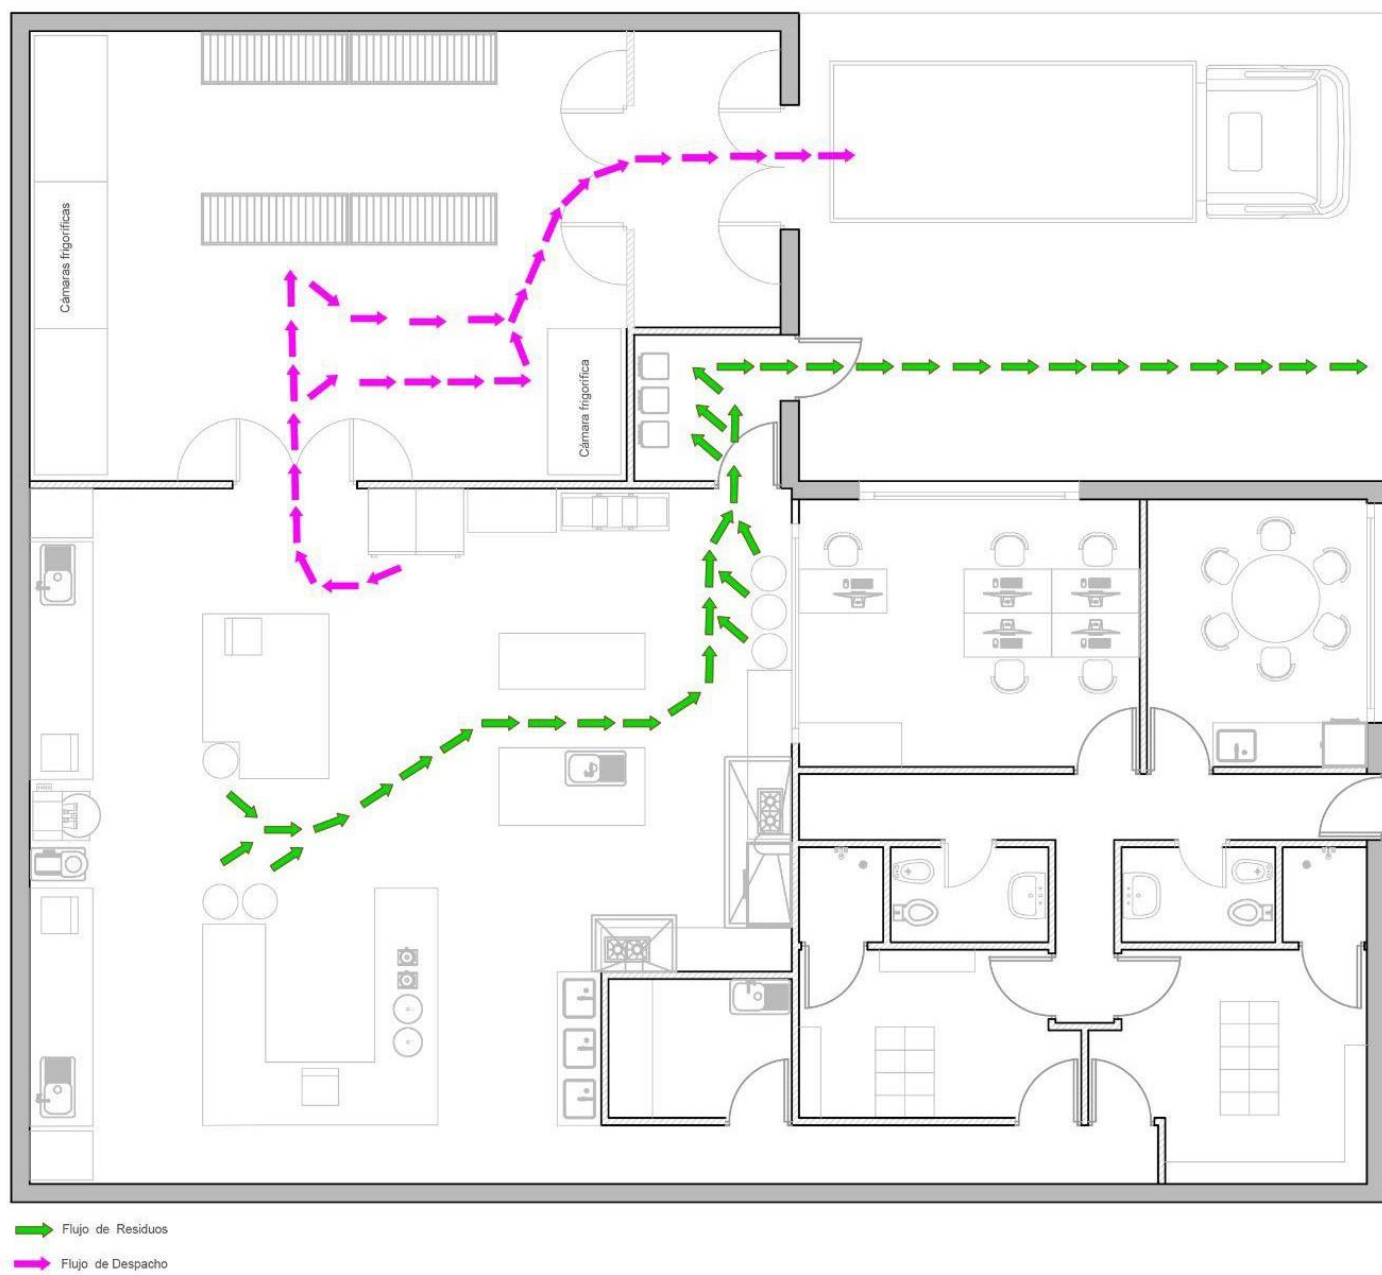 Cámaras frigoríficas
Cámara frigorífica
Flujo de Residuos
Flujo de Despacho